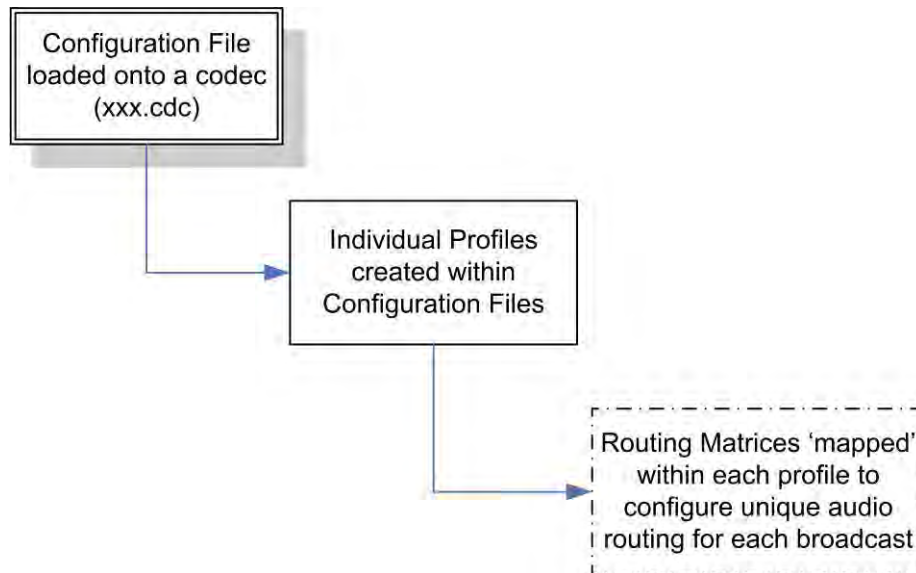 Configuration File
loaded onto a codec
(xxx.cdc)
Individual Profiles
created within
Configuration Files
Routing Matrices ‘mapped’
within each profile to
configure unique audio
routing for each broadcast